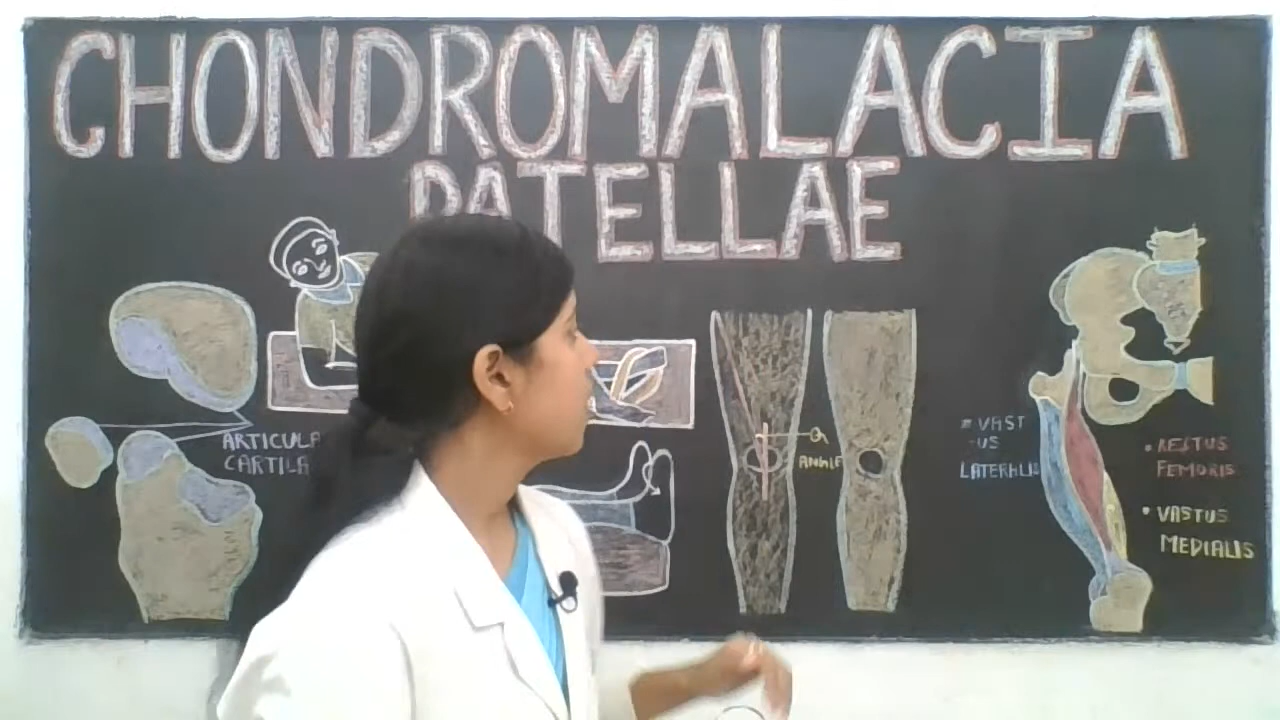 CHONDROMALACIA
PATELLAE
ARTICULA
CARTILA
Q
ANGLE
VAST
-US
LATERALIS
• RECTUS
FEMORIS
• VASTUS
MEDIALIS